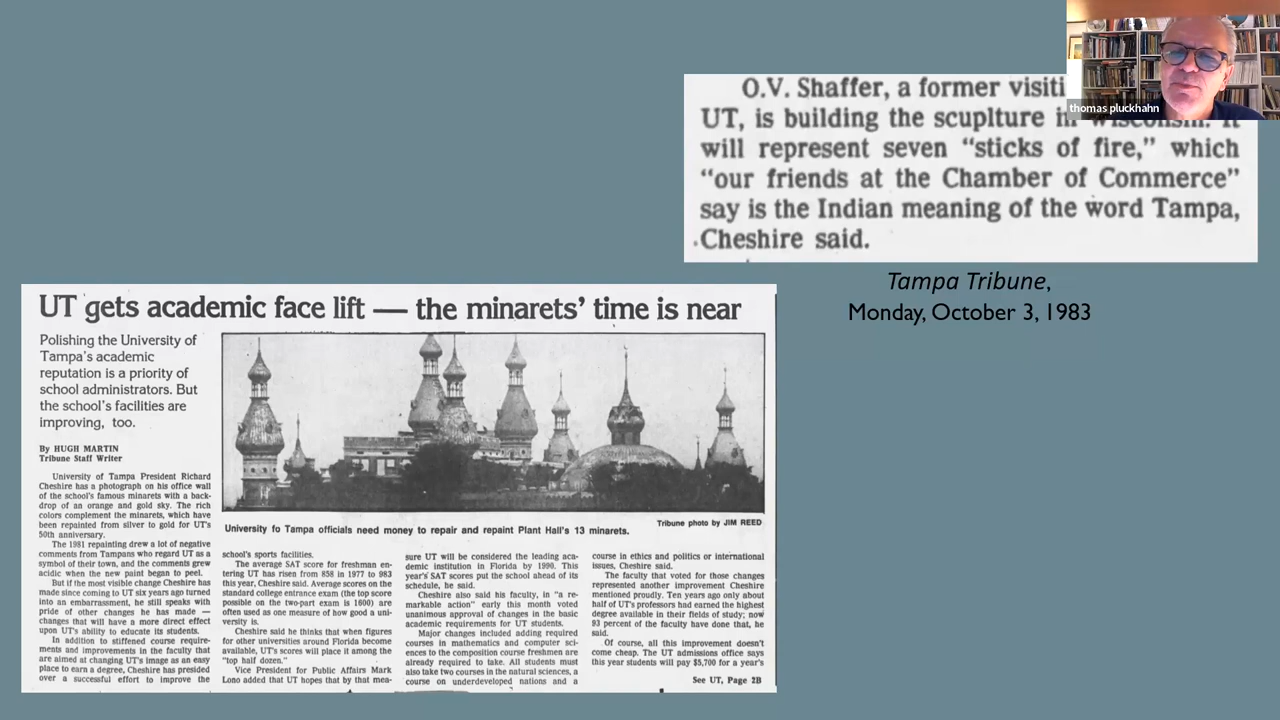 thomas pluckhahn
O.V. Shaffer, a former visiti
UT, is building the scuplture in Wisconsin. It
will represent seven “sticks of fire,” which
“our friends at the Chamber of Commerce”
say is the Indian meaning of the word Tampa,
Cheshire said.
Tampa Tribune,
Monday, October 3, 1983
UT gets academic face lift — the minarets’ time is near
Polishing the University of
Tampa’s academic
reputation is a priority of
school administrators. But
the school’s facilities are
improving, too.
By HUGH MARTIN
Tribune Staff Writer
University of Tampa President Richard
Cheshire has a photograph on his office wall
of the school’s famous minarets with a back-
drop of an orange and gold sky. The rich
colors complement the minarets, which have
been repainted from silver to gold for UT’s
50th anniversary.
The 1981 repainting drew a lot of negative
comments from Tampans who regard UT as a
symbol of their town, and the comments grew
acidic when the new paint began to peel.
But if the most visible change Cheshire has
made since coming to UT six years ago turned
into an embarrassment, he still speaks with
pride of other changes he has made —
changes that will have a more direct effect
upon UT’s ability to educate its students.
In addition to stiffened course require-
ments and improvements in the faculty that
are aimed at changing UT’s image as an easy
place to earn a degree, Cheshire has presided
over a successful effort to improve the
Tribune photo by JIM REED
University fo Tampa officials need money to repair and repaint Plant Hall’s 13 minarets.
school’s sports facilities.
The average SAT score for freshman en-
tering UT has risen from 858 in 1977 to 983
this year, Cheshire said. Average scores on the
standard college entrance exam (the top score
possible on the two-part exam is 1600) are
often used as one measure of how good a uni-
versity is.
Cheshire said he thinks that when figures
for other universities around Florida become
available, UT’s scores will place it among the
“top half dozen.”
Vice President for Public Affairs Mark
Lono added that UT hopes that by that mea-
sure UT will be considered the leading aca-
demic institution in Florida by 1990. This
year’s SAT scores put the school ahead of its
schedule, he said.
Cheshire also said his faculty, in “a re-
markable action” early this month voted
unanimous approval of changes in the basic
academic requirements for UT students.
Major changes included adding required
courses in mathematics and computer sci-
ences to the composition course freshmen are
already required to take. All students must
also take two courses in the natural sciences, a
course on underdeveloped nations and a
course in ethics and politics or international
issues, Cheshire said.
The faculty that voted for those changes
represented another improvement Cheshire
mentioned proudly. Ten years ago only about
half of UT’s professors had earned the highest
degree available in their fields of study; now
93 percent of the faculty have done that, he
said.
Of course, all this improvement doesn’t
come cheap. The UT admissions office says
this year students will pay $5,700 for a year’s
See UT, Page 2B